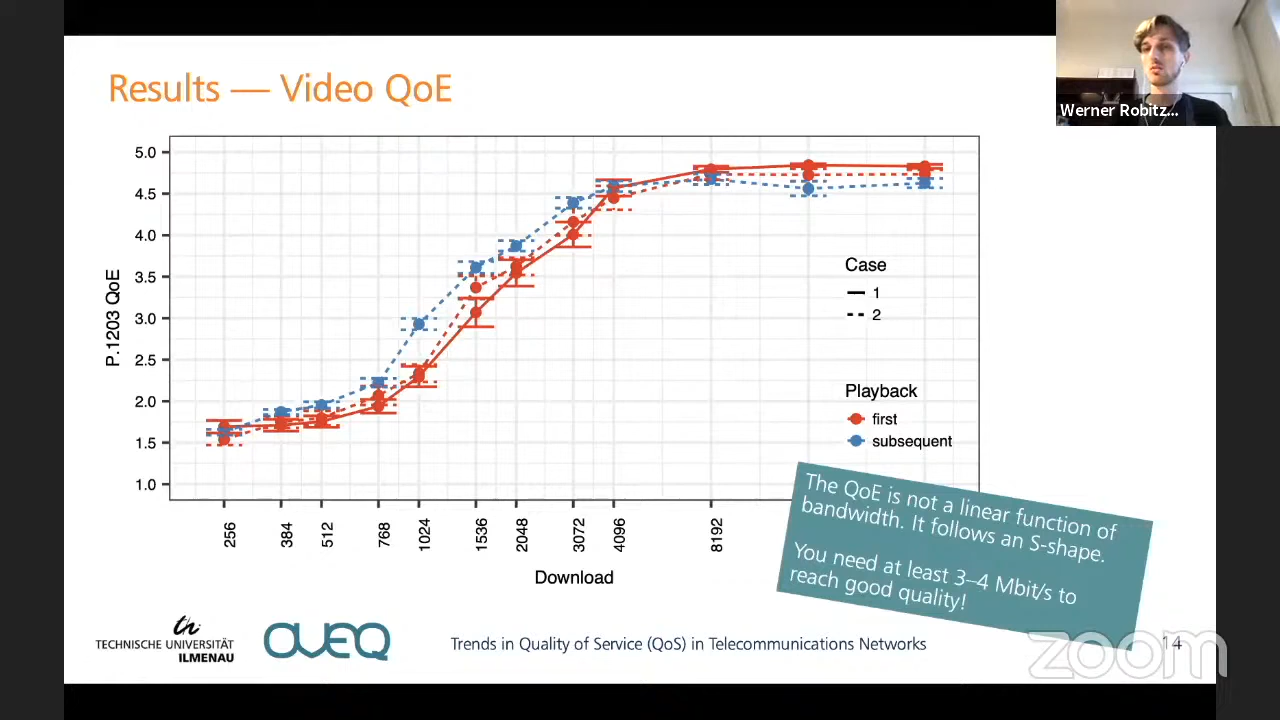 Results — Video QoE
Werner Robitz...
P.1203 QoE
5.0
4.5
4.0
3.5
3.0
2.5
2.0
1.5
1.0
Case
1
2
Playback
first
subsequent
256
384
512
768
1024
1536
2048
3072
4096
8192
Download
The QoE is not a linear function of
bandwidth. It follows an S-shape.
You need at least 3–4 Mbit/s to
reach good quality!
th
TECHNISCHE UNIVERSITÄT
ILMENAU
AVEQ
Trends in Quality of Service (QoS) in Telecommunications Networks
14
zoom